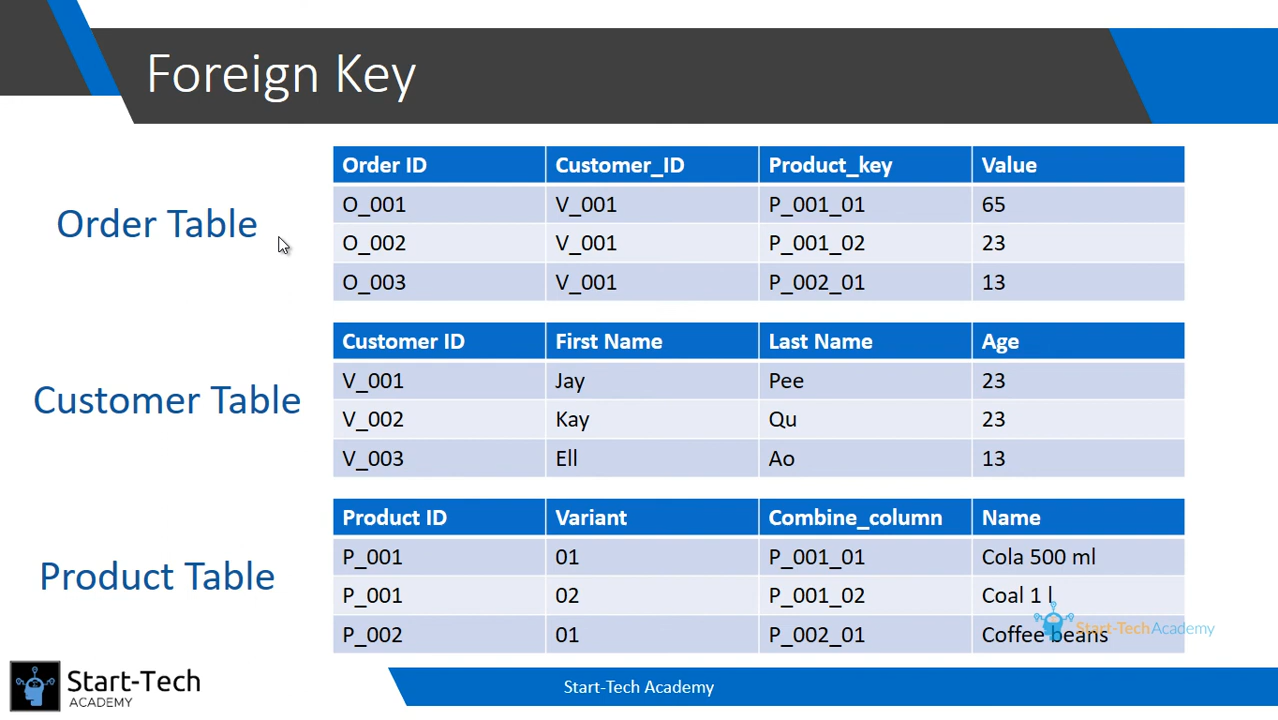 Foreign Key
Order Table
Order ID Customer_ID Product_key Value
O_001 V_001 P_001_01 65
O_002 V_001 P_001_02 23
O_003 V_001 P_002_01 13
Customer Table
Customer ID First Name Last Name Age
V_001 Jay Pee 23
V_002 Kay Qu 23
V_003 Ell Ao 13
Product Table
Product ID Variant Combine_column Name
P_001 01 P_001_01 Cola 500 ml
P_001 02 P_001_02 Coal 1 l
P_002 01 P_002_01 Coffee beans
Start-TechAcademy
Start-Tech
ACADEMY
Start-Tech Academy